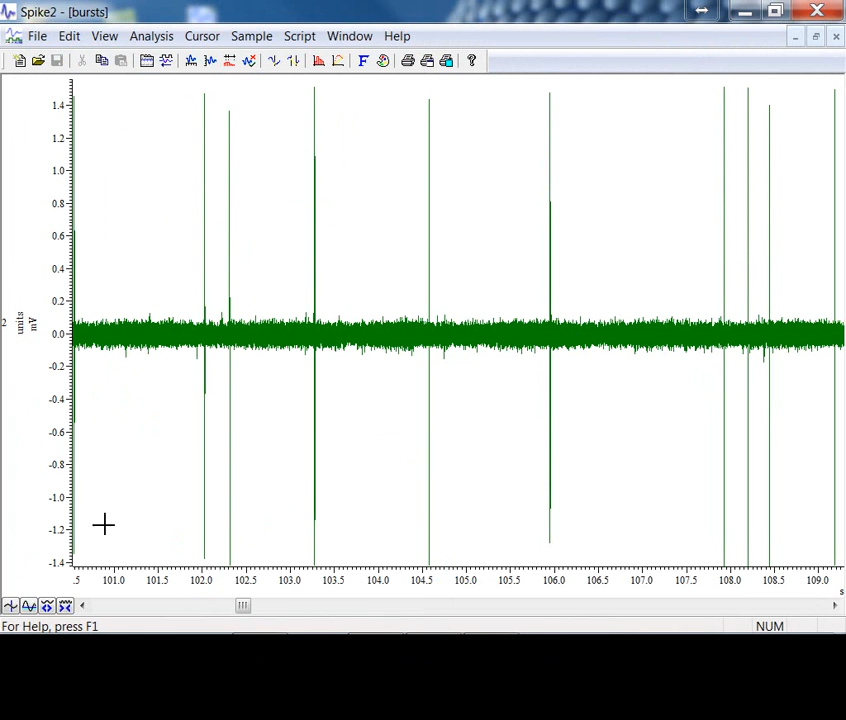 Spike2 - [bursts]
File Edit View Analysis Cursor Sample Script Window Help
1.4
1.2
1.0
0.8
0.6
0.4
0.2
2 units mV
0.0
-0.2
-0.4
-0.6
-0.8
-1.0
-1.2
-1.4
.5 101.0 101.5 102.0 102.5 103.0 103.5 104.0 104.5 105.0 105.5 106.0 106.5 107.0 107.5 108.0 108.5 109.0
s
For Help, press F1 NUM